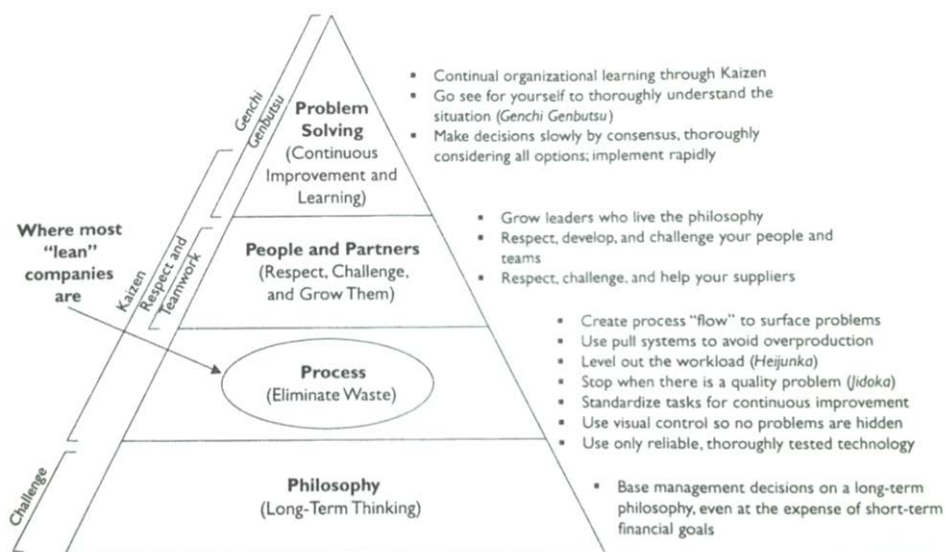 Genchi
Genbutsu
Problem
Solving
(Continuous
Improvement and
Learning)
▪ Continual organizational learning through Kaizen
▪ Go see for yourself to thoroughly understand the
situation (Genchi Genbutsu)
▪ Make decisions slowly by consensus, thoroughly
considering all options; implement rapidly
Where most
"lean"
companies
are
Kaizen
Respect and
Teamwork
People and Partners
(Respect, Challenge,
and Grow Them)
▪ Grow leaders who live the philosophy
▪ Respect, develop, and challenge your people and
teams
▪ Respect, challenge, and help your suppliers
Process
(Eliminate Waste)
▪ Create process "flow" to surface problems
▪ Use pull systems to avoid overproduction
▪ Level out the workload (Heijunka)
▪ Stop when there is a quality problem (Jidoka)
▪ Standardize tasks for continuous improvement
▪ Use visual control so no problems are hidden
▪ Use only reliable, thoroughly tested technology
Challenge
Philosophy
(Long-Term Thinking)
▪ Base management decisions on a long-term
philosophy, even at the expense of short-term
financial goals